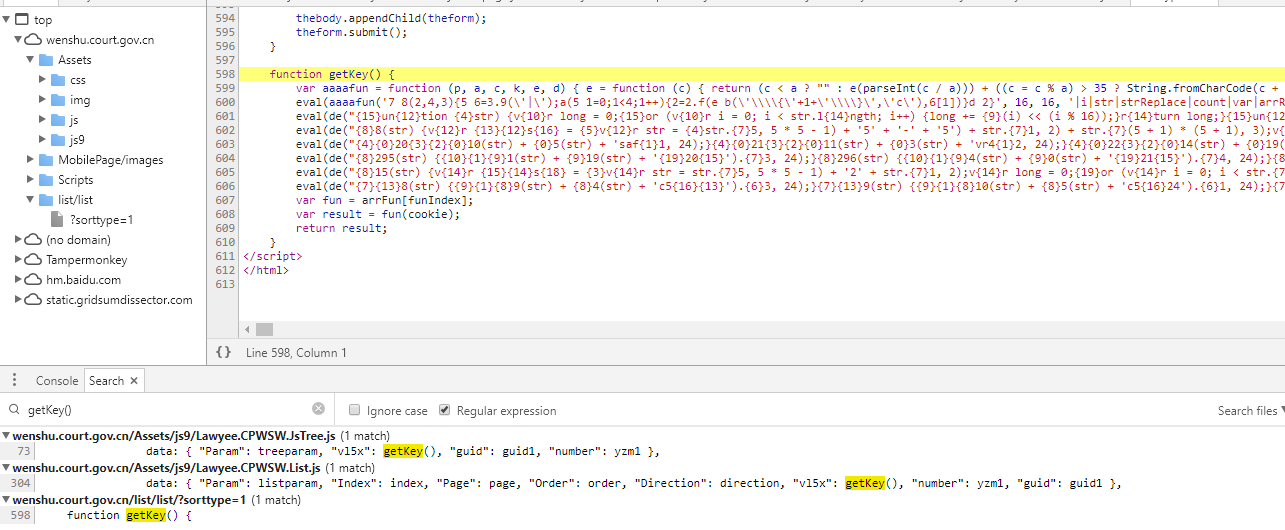 top
wenshu.court.gov.cn
Assets
css
img
js
js9
MobilePage/images
Scripts
list/list
?sorttype=1
(no domain)
Tampermonkey
hm.baidu.com
static.gridsumdissector.com
594 thebody.appendChild(theform);
595 theform.submit();
596 }
597
598 function getKey() {
599 var aaaafun = function (p, a, c, k, e, d) { e = function (c) { return (c < a ? "" : e(parseInt(c / a))) + ((c = c % a) > 35 ? String.fromCharCode(c +
600 eval(aaaafun('7 8(2,4,3){5 6=3.9(\'|\');a(5 1=0;1<4;1++){2=2.f(e b(\'\\\\{\'+1+\'\\\\}\',\'c\'),6[1])}d 2}', 16, 16, '|i|str|strReplace|count|var|arrR
601 eval(de("{15}un{12}tion {4}str) {v{10}r long = 0;{15}or (v{10}r i = 0; i < str.l{14}ngth; i++) {long += {9}(i) << (i % 16));}r{14}turn long;}{15}un{12
602 eval(de("{8}8(str) {v{12}r {13}{12}s{16} = {5}v{12}r str = {4}str.{7}5, 5 * 5 - 1) + '5' + '-' + '5') + str.{7}1, 2) + str.{7}(5 + 1) * (5 + 1), 3);v{
603 eval(de("{4}{0}20{3}{2}{0}10(str) + {0}5(str) + 'saf{1}1, 24);}{4}{0}21{3}{2}{0}11(str) + {0}3(str) + 'vr4{1}2, 24);}{4}{0}22{3}{2}{0}14(str) + {0}19(
604 eval(de("{8}295(str) {{10}{1}{9}1(str) + {9}19(str) + '{19}20{15}').{7}3, 24);{8}296(str) {{10}{1}{9}4(str) + {9}0(str) + '{19}21{15}').{7}4, 24);}{8
605 eval(de("{8}15(str) {v{14}r {15}{14}s{18} = {3}v{14}r str = str.{7}5, 5 * 5 - 1) + '2' + str.{7}1, 2);v{14}r long = 0;{19}or (v{14}r i = 0; i < str.{7
606 eval(de("{7}{13}8(str) {{9}{1}{8}9(str) + {8}4(str) + 'c5{16}{13}').{6}3, 24);}{7}{13}9(str) {{9}{1}{8}10(str) + {8}5(str) + 'c5{16}24').{6}1, 24);}{7
607 var fun = arrFun[funIndex];
608 var result = fun(cookie);
609 return result;
610 }
611 </script>
612 </html>
613
{} Line 598, Column 1
Console Search ×
getKey() Ignore case Regular expression Search files
wenshu.court.gov.cn/Assets/js9/Lawyee.CPWSW.JsTree.js (1 match)
73 data: { "Param": treeparam, "vl5x": getKey(), "guid": guid1, "number": yzm1 },
wenshu.court.gov.cn/Assets/js9/Lawyee.CPWSW.List.js (1 match)
304 data: { "Param": listparam, "Index": index, "Page": page, "Order": order, "Direction": direction, "vl5x": getKey(), "number": yzm1, "guid": guid1 },
wenshu.court.gov.cn/list/list/?sorttype=1 (1 match)
598 function getKey() {